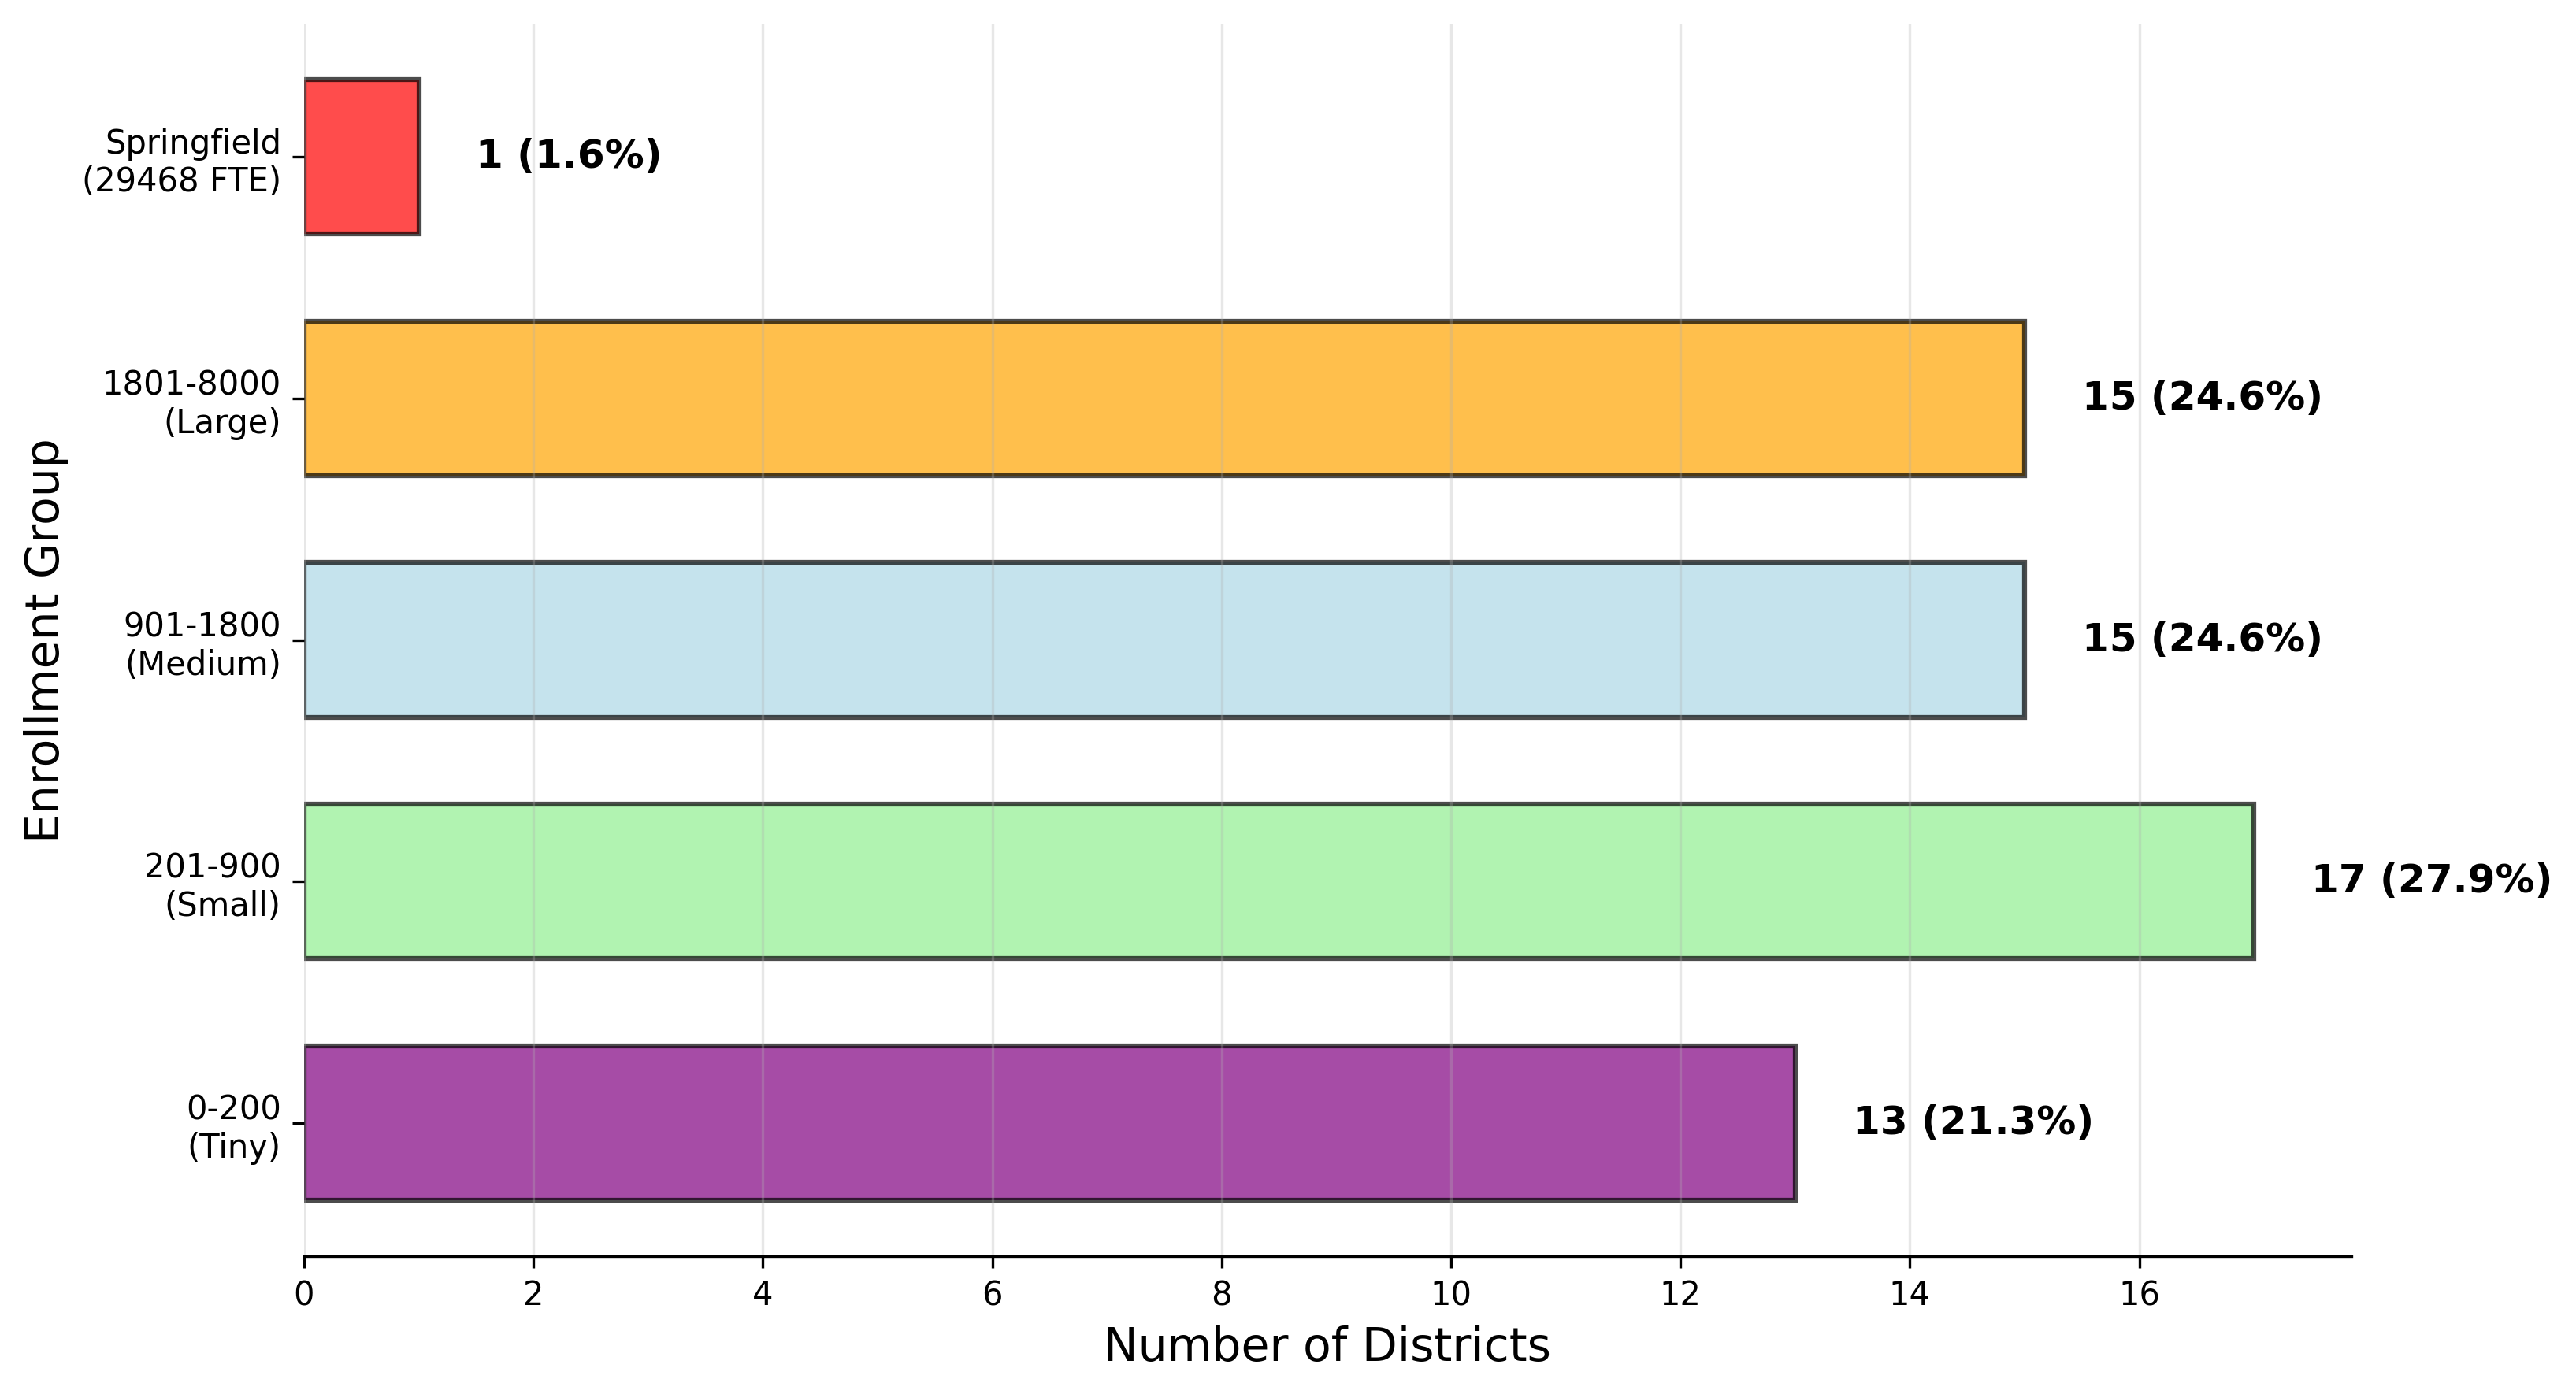 Enrollment Group
Springfield
(29468 FTE)
1 (1.6%)
1801-8000
(Large)
15 (24.6%)
901-1800
(Medium)
15 (24.6%)
201-900
(Small)
17 (27.9%)
0-200
(Tiny)
13 (21.3%)
0 2 4 6 8 10 12 14 16
Number of Districts